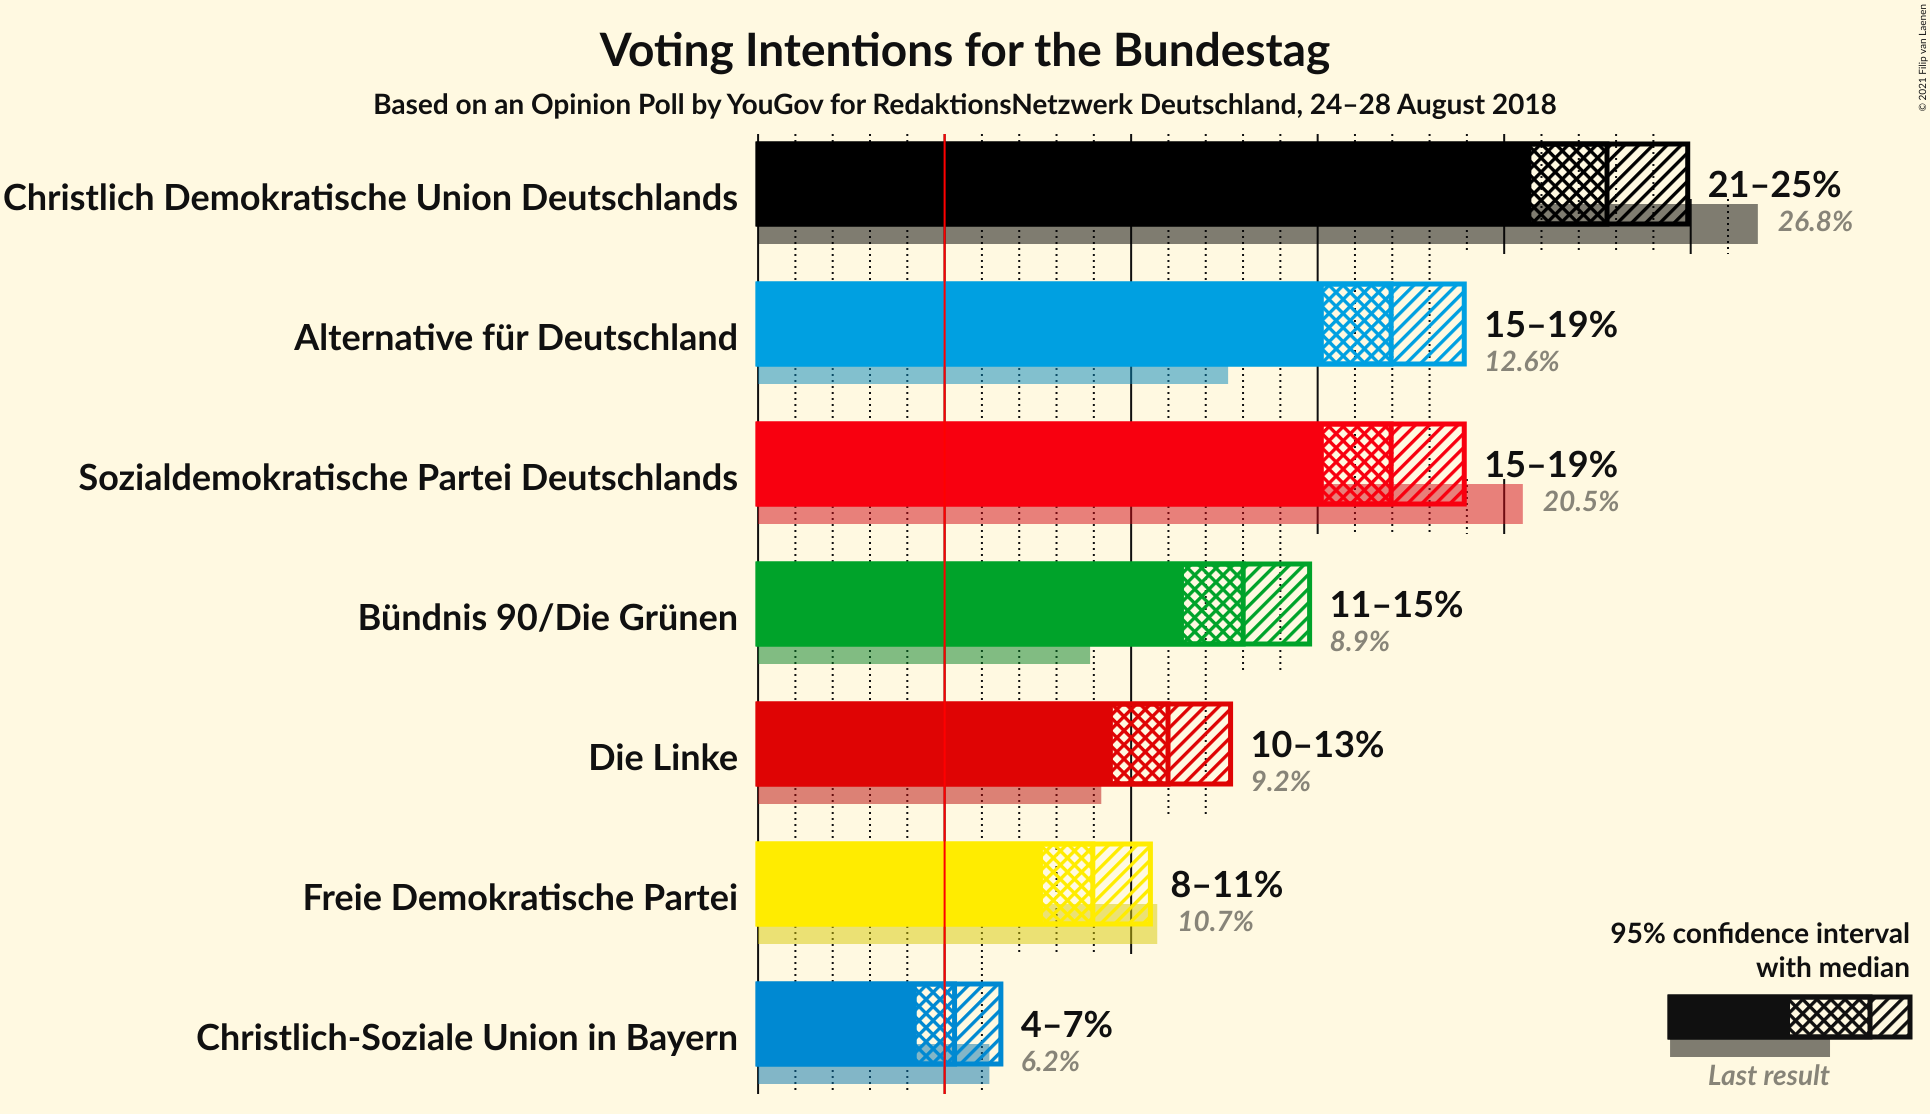 Voting Intentions for the Bundestag
Based on an Opinion Poll by YouGov for RedaktionsNetzwerk Deutschland, 24–28 August 2018
© 2021 Filip van Laenen
Christlich Demokratische Union Deutschlands
21–25%
26.8%
Alternative für Deutschland
15–19%
12.6%
Sozialdemokratische Partei Deutschlands
15–19%
20.5%
Bündnis 90/Die Grünen
11–15%
8.9%
Die Linke
10–13%
9.2%
Freie Demokratische Partei
8–11%
10.7%
Christlich-Soziale Union in Bayern
4–7%
6.2%
95% confidence interval
with median
Last result